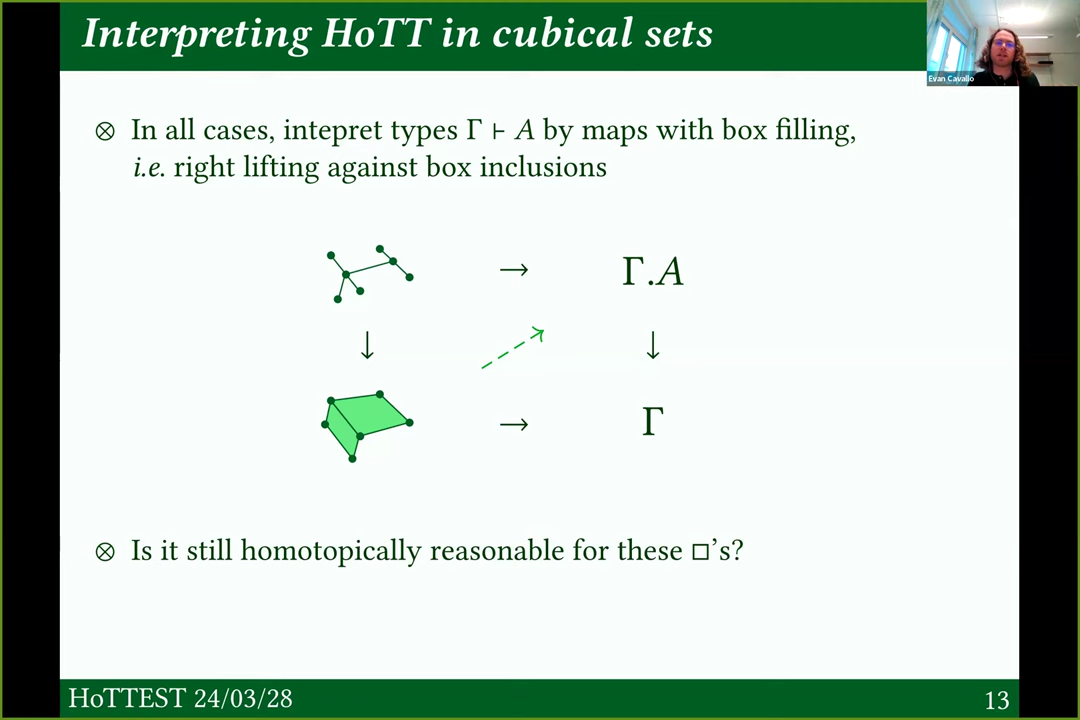 Interpreting HoTT in cubical sets
Evan Cavallo
⊗ In all cases, intepret types Γ ⊢ A by maps with box filling,
i.e. right lifting against box inclusions
→ Γ.A
↓ ↓
→ Γ
⊗ Is it still homotopically reasonable for these □'s?
HoTTEST 24/03/28 13